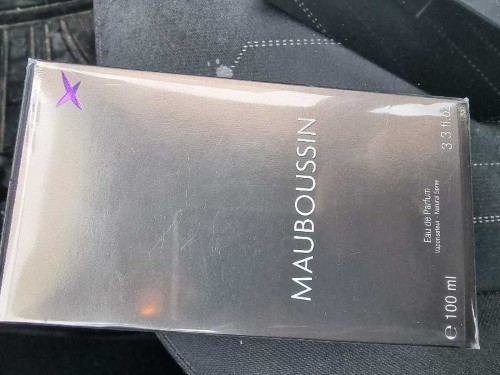 MAUBOUSSIN
Eau de Parfum
Vaporisateur - Natural Spray
e 100 ml
3.3 fl.oz